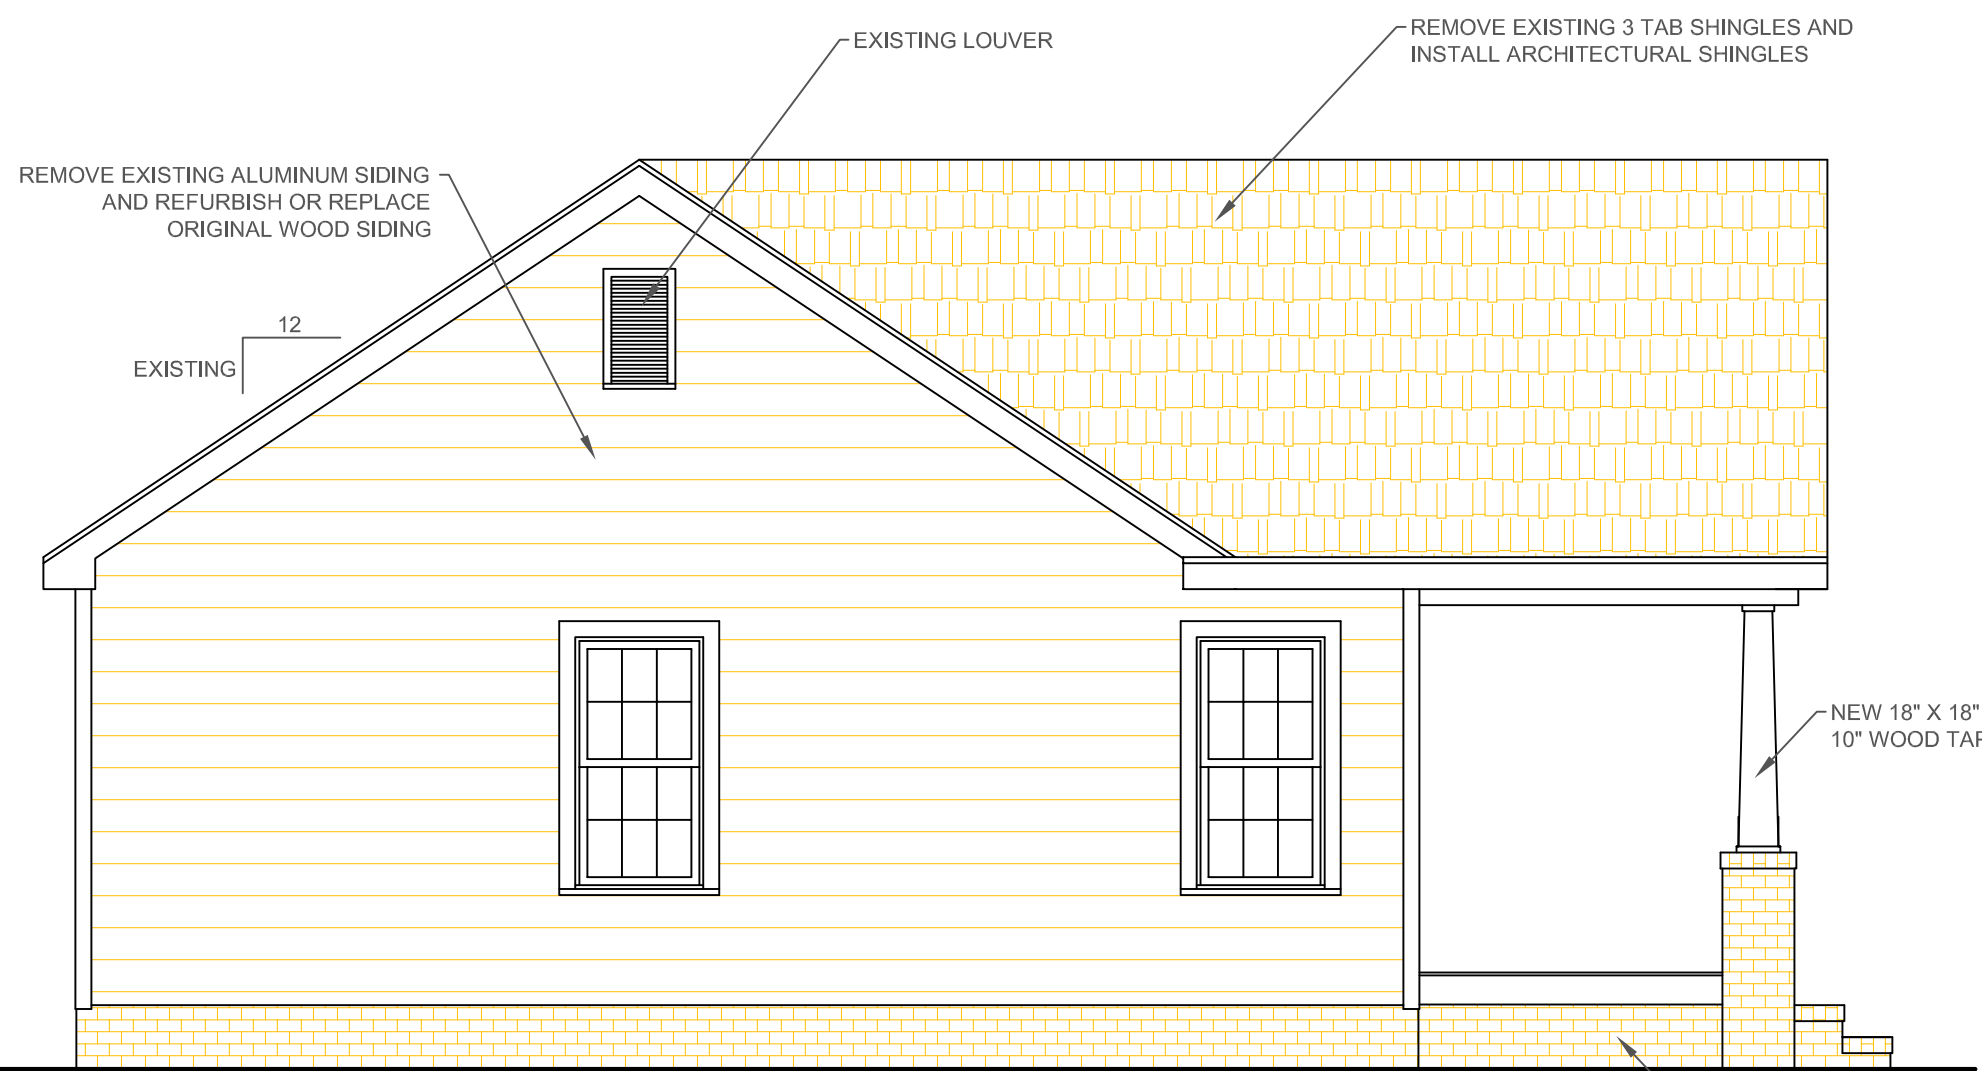 EXISTING LOUVER
REMOVE EXISTING 3 TAB SHINGLES AND
INSTALL ARCHITECTURAL SHINGLES
REMOVE EXISTING ALUMINUM SIDING
AND REFURBISH OR REPLACE
ORIGINAL WOOD SIDING
12
EXISTING
NEW 18" X 18"
10" WOOD